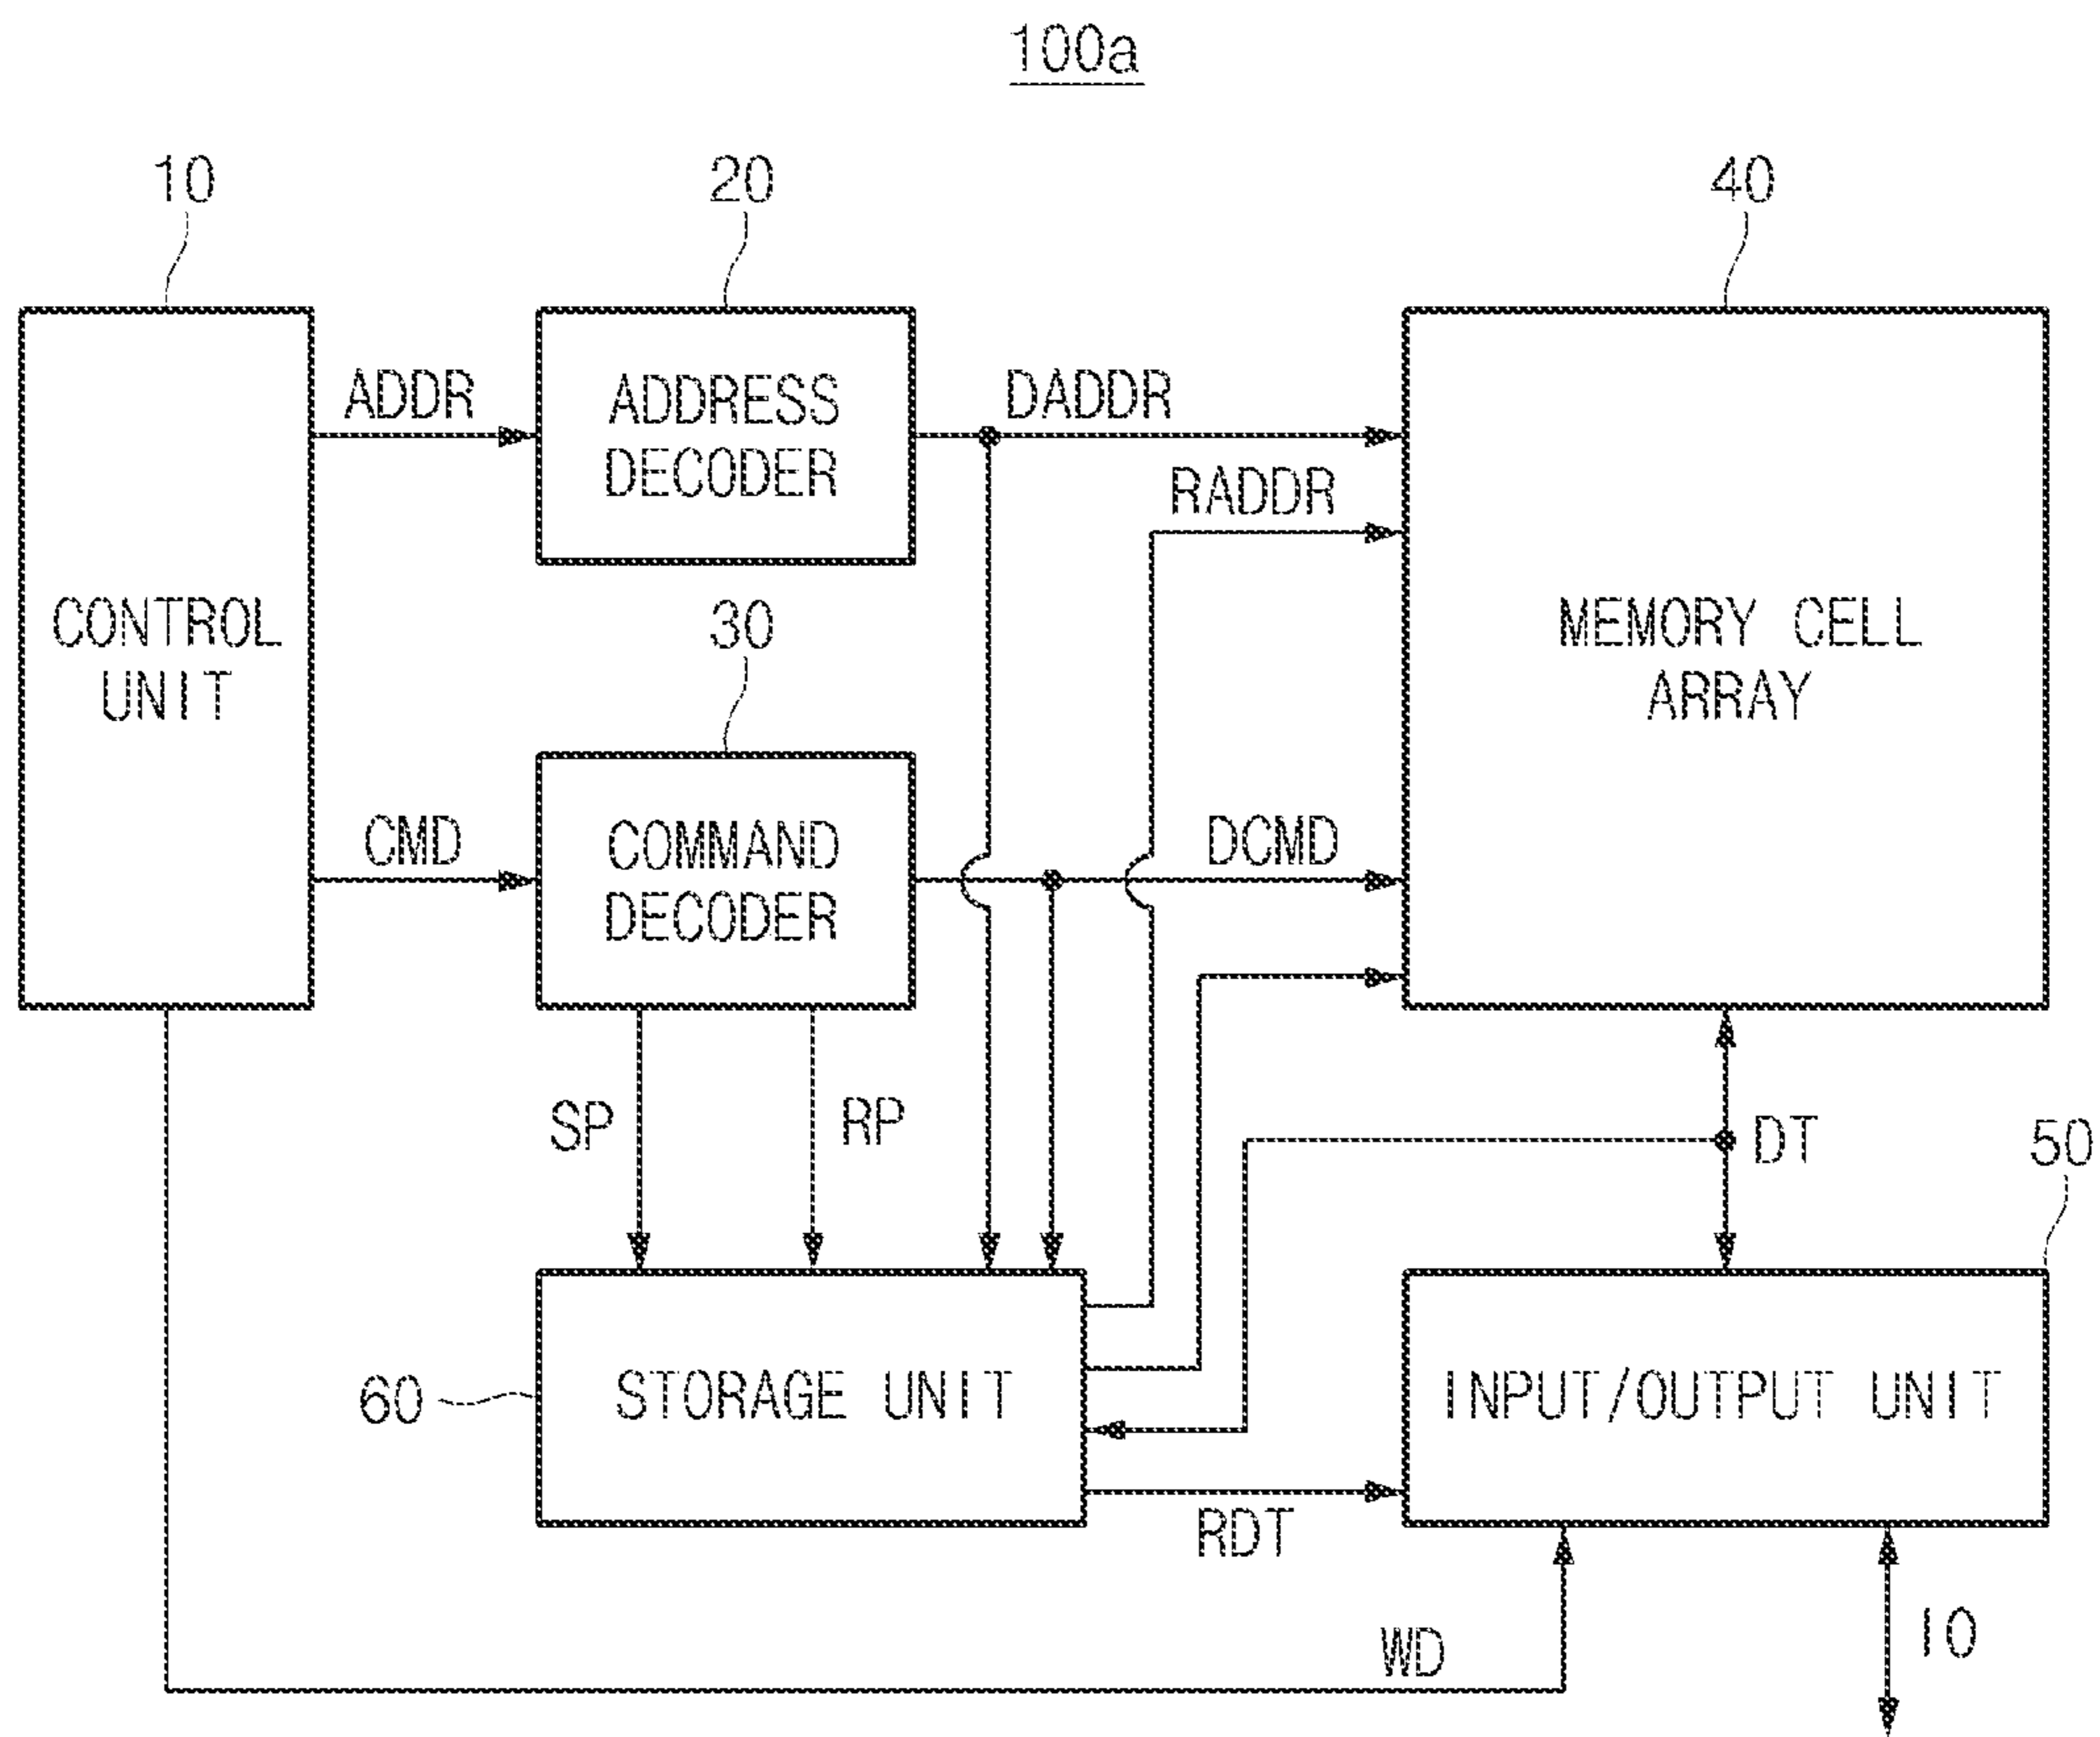 100a
10
20
40
ADDR
ADDRESS
DECODER
DADDR
RADDR
CONTROL
UNIT
30
MEMORY CELL
ARRAY
CMD
COMMAND
DECODER
DCMD
SP
RP
DT
50
60
STORAGE UNIT
INPUT/OUTPUT UNIT
RDT
WD
IO